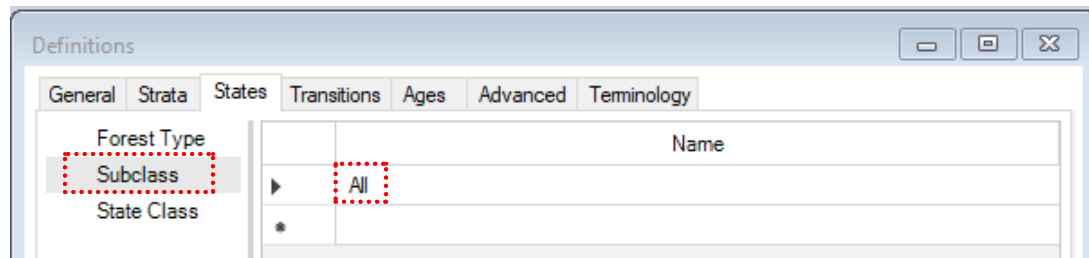 Definitions
General Strata States Transitions Ages Advanced Terminology
Forest Type
Subclass
State Class
Name
All